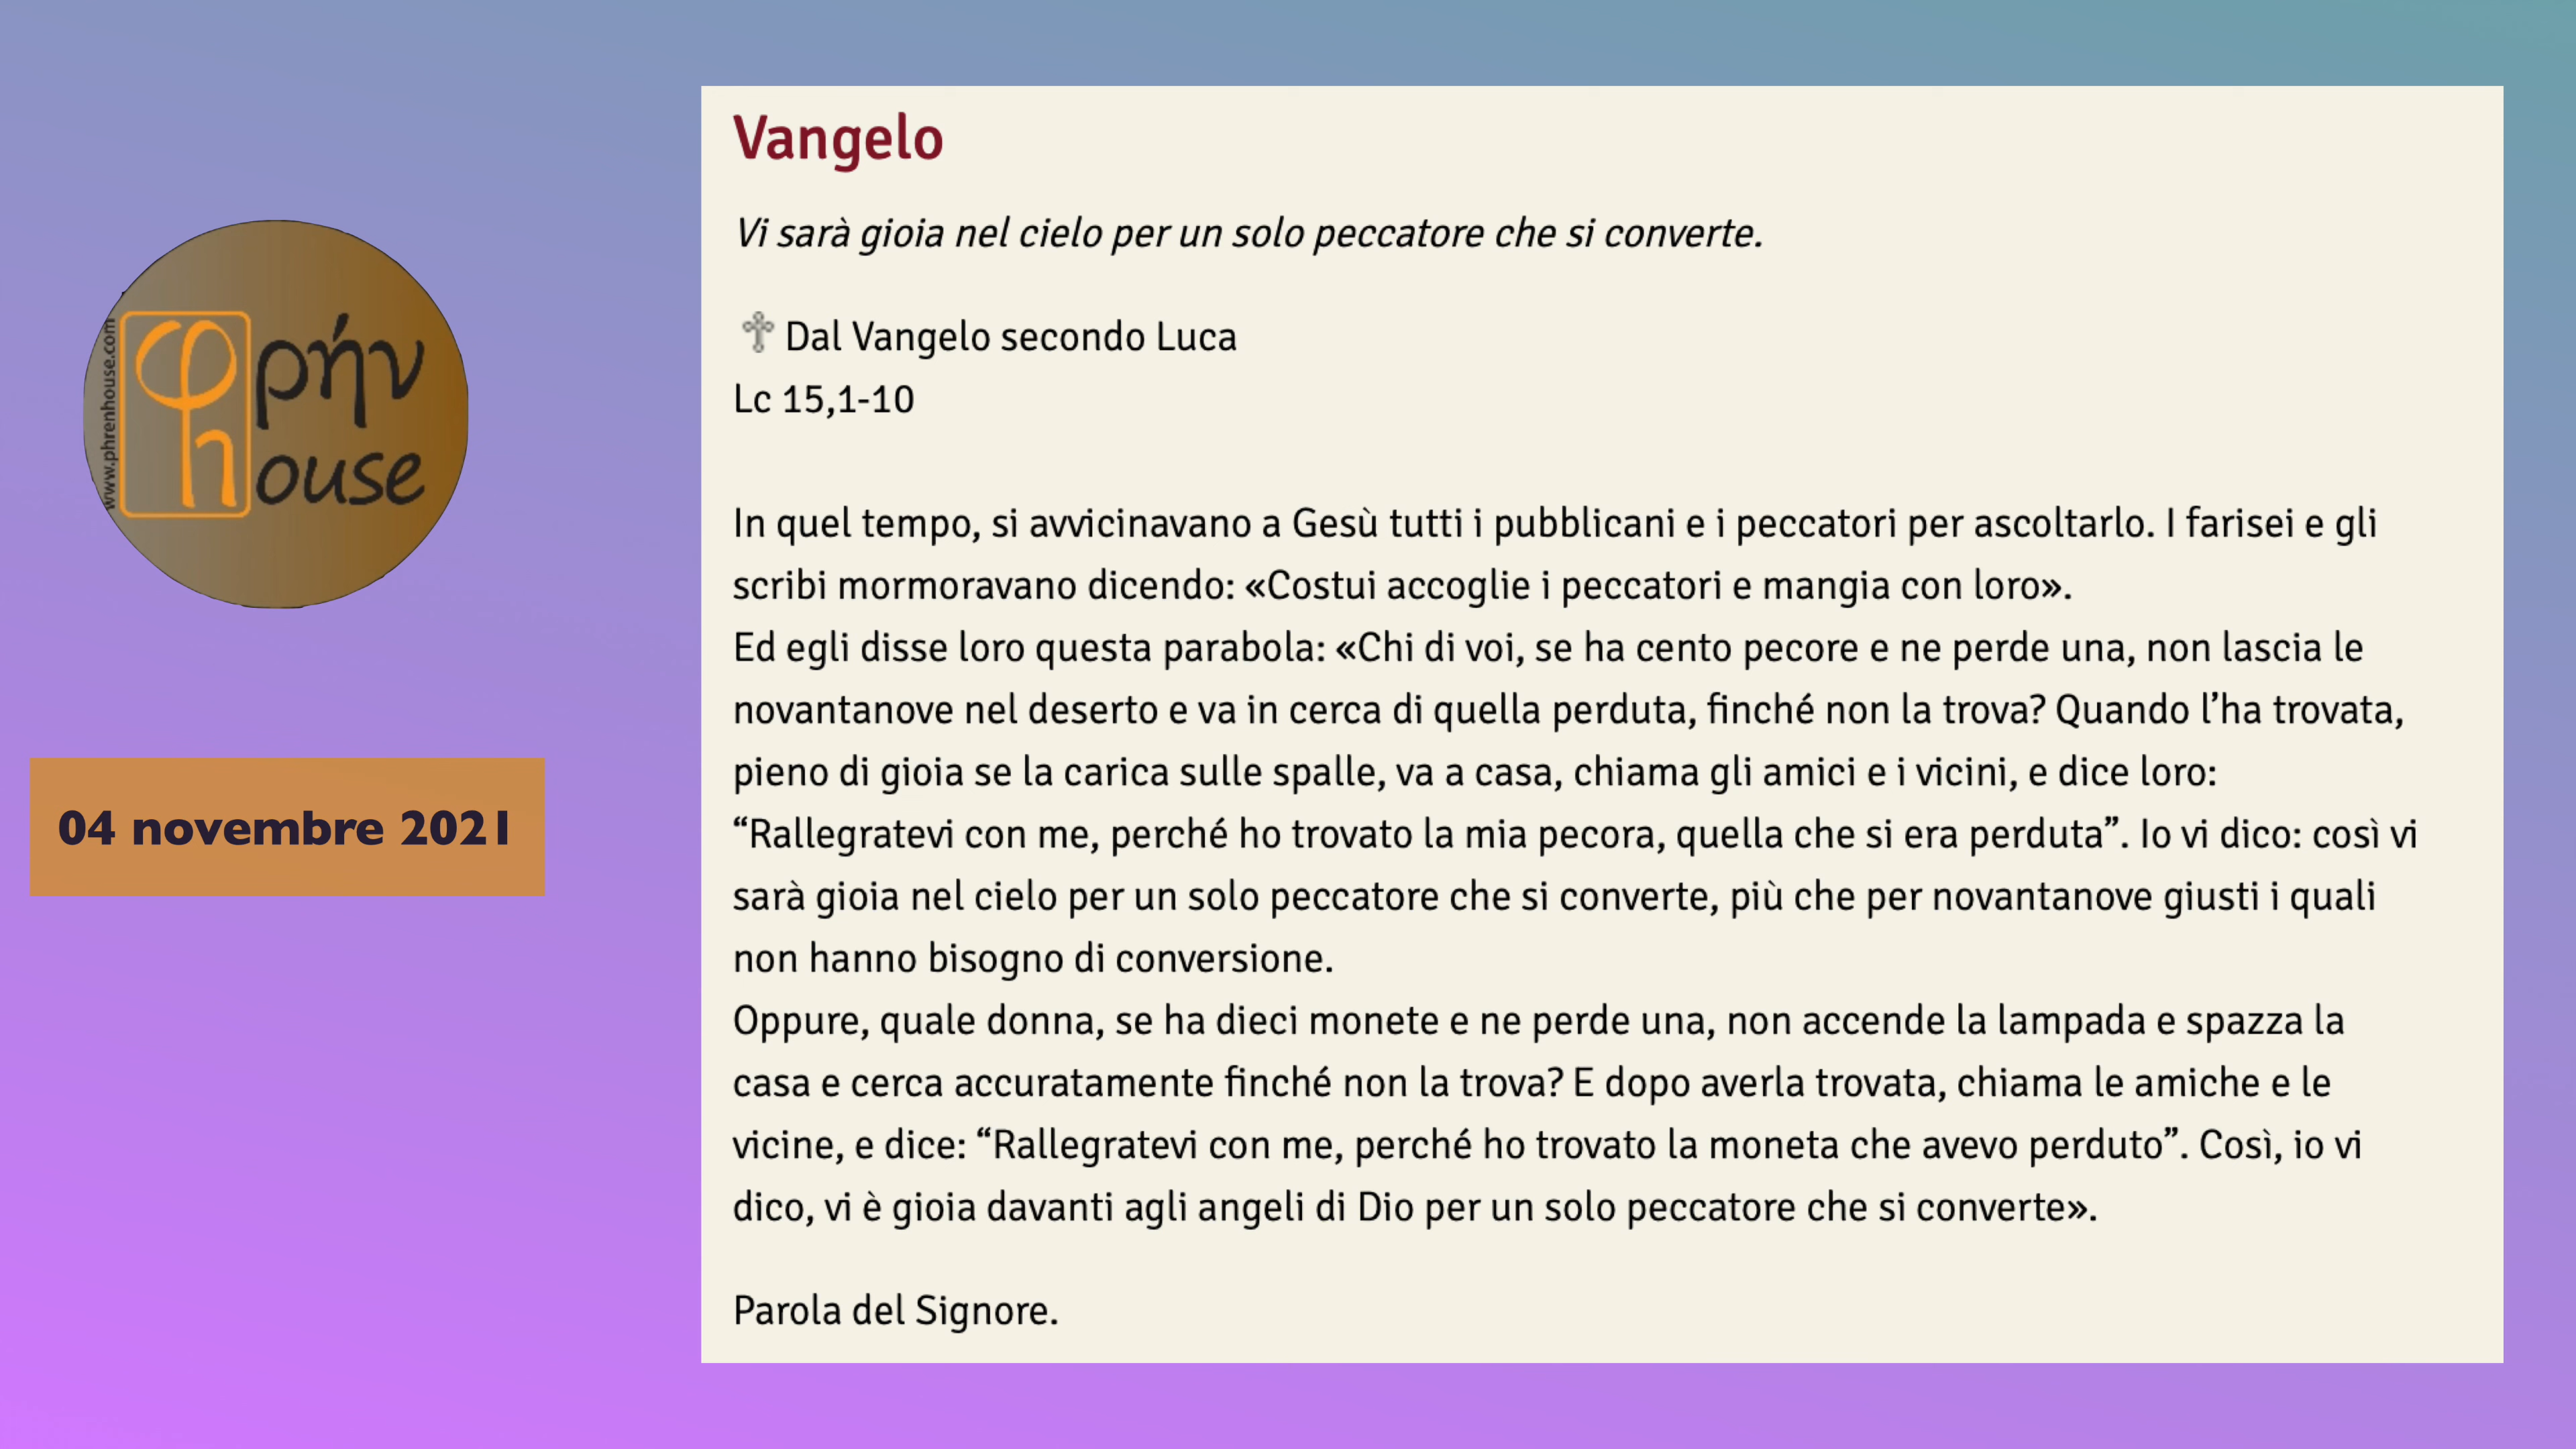 www.phrenhouse.com
φρήν
house
04 novembre 2021
Vangelo
Vi sarà gioia nel cielo per un solo peccatore che si converte.
Dal Vangelo secondo Luca
Lc 15,1-10
In quel tempo, si avvicinavano a Gesù tutti i pubblicani e i peccatori per ascoltarlo. I farisei e gli
scribi mormoravano dicendo: «Costui accoglie i peccatori e mangia con loro».
Ed egli disse loro questa parabola: «Chi di voi, se ha cento pecore e ne perde una, non lascia le
novantanove nel deserto e va in cerca di quella perduta, finché non la trova? Quando l’ha trovata,
pieno di gioia se la carica sulle spalle, va a casa, chiama gli amici e i vicini, e dice loro:
“Rallegratevi con me, perché ho trovato la mia pecora, quella che si era perduta”. Io vi dico: così vi
sarà gioia nel cielo per un solo peccatore che si converte, più che per novantanove giusti i quali
non hanno bisogno di conversione.
Oppure, quale donna, se ha dieci monete e ne perde una, non accende la lampada e spazza la
casa e cerca accuratamente finché non la trova? E dopo averla trovata, chiama le amiche e le
vicine, e dice: “Rallegratevi con me, perché ho trovato la moneta che avevo perduto”. Così, io vi
dico, vi è gioia davanti agli angeli di Dio per un solo peccatore che si converte».
Parola del Signore.